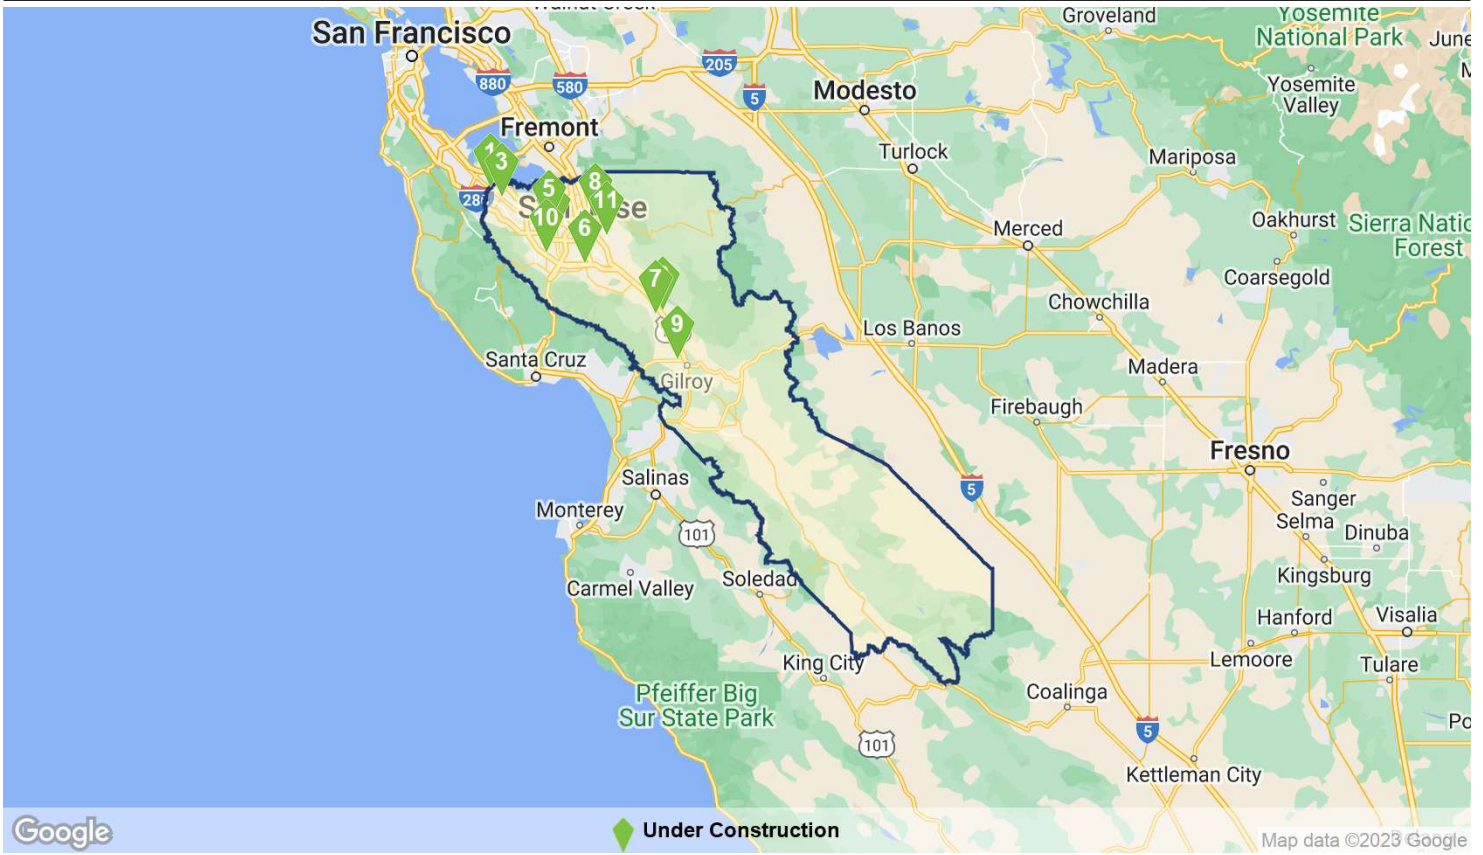 San Francisco
Groveland
Yosemite
National Park
June
880
580
205
5
Yosemite
Valley
Modesto
Fremont
Turlock
Mariposa
1
3
5
8
11
10
6
7
9
280
Merced
Oakhurst
Sierra Natio
Forest
Coarsegold
Chowchilla
Los Banos
Santa Cruz
Gilroy
Madera
Firebaugh
Fresno
Salinas
5
Sanger
Monterey
Selma
Dinuba
101
Carmel Valley
Soledad
Kingsburg
Hanford
Visalia
King City
Lemoore
Tulare
Pfeiffer Big
Sur State Park
Coalinga
5
Po
101
Kettleman City
Google
Under Construction
Map data ©2023 Google